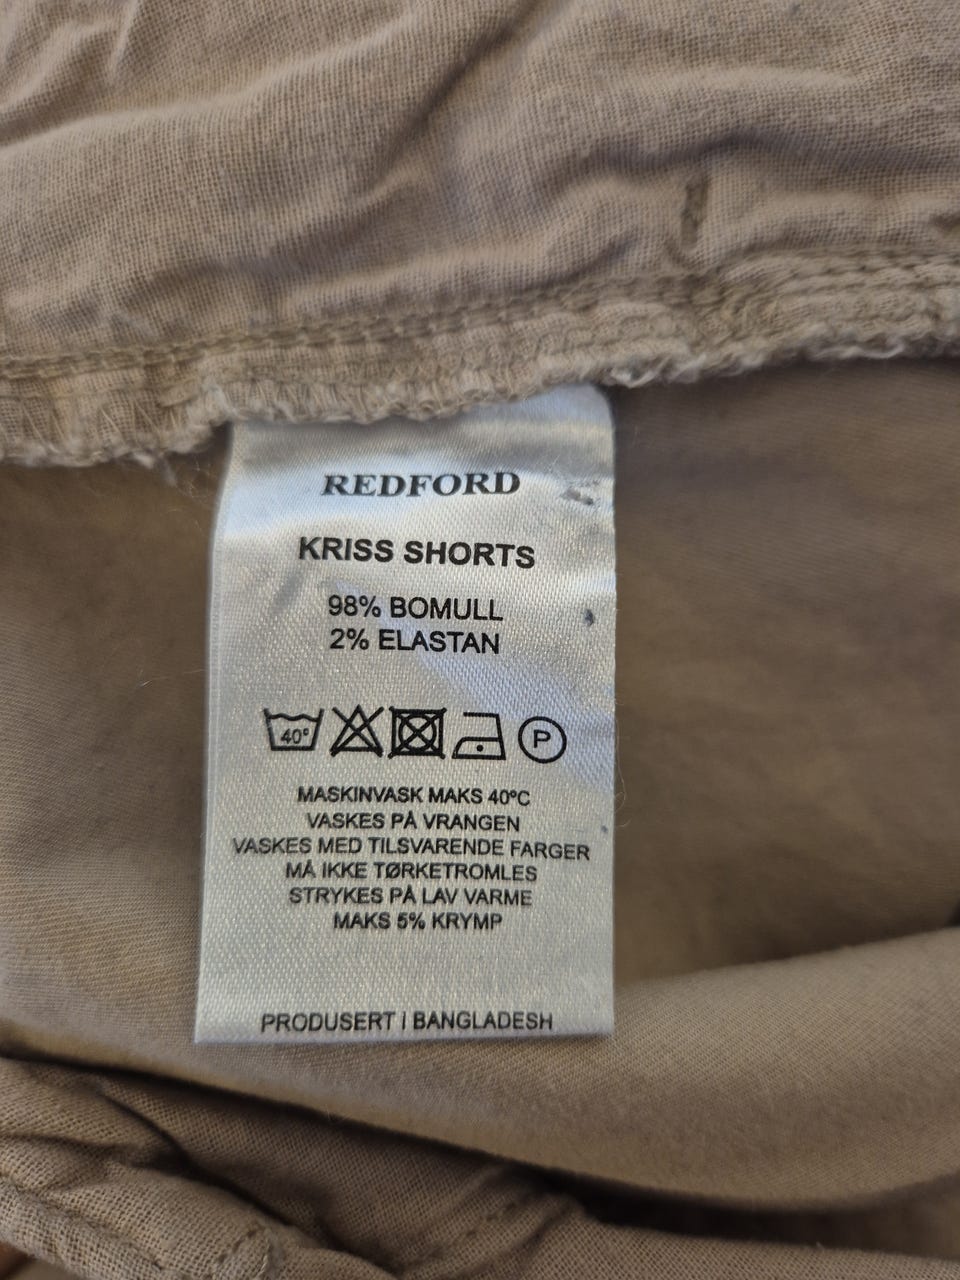 REDFORD
KRISS SHORTS
98% BOMULL
2% ELASTAN
40° P
MASKINVASK MAKS 40°C
VASKES PÅ VRANGEN
VASKES MED TILSVARENDE FARGER
MÅ IKKE TØRKETROMLES
STRYKES PÅ LAV VARME
MAKS 5% KRYMP
PRODUSERT I BANGLADESH